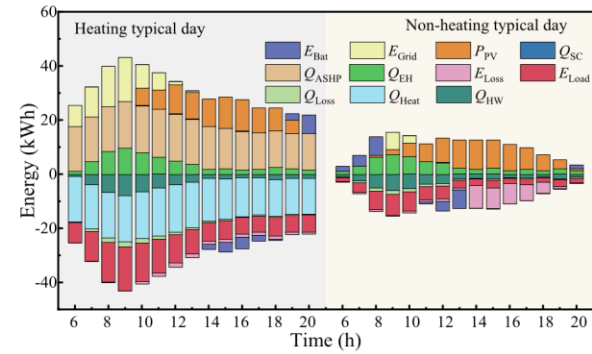 Heating typical day
Non-heating typical day
E_Bat E_Grid P_PV Q_SC
Q_ASHP Q_EH E_Loss E_Load
Q_Loss Q_Heat Q_HW
Energy (kWh)
60
40
20
0
-20
-40
6 8 10 12 14 16 18 20 6 8 10 12 14 16 18 20
Time (h)